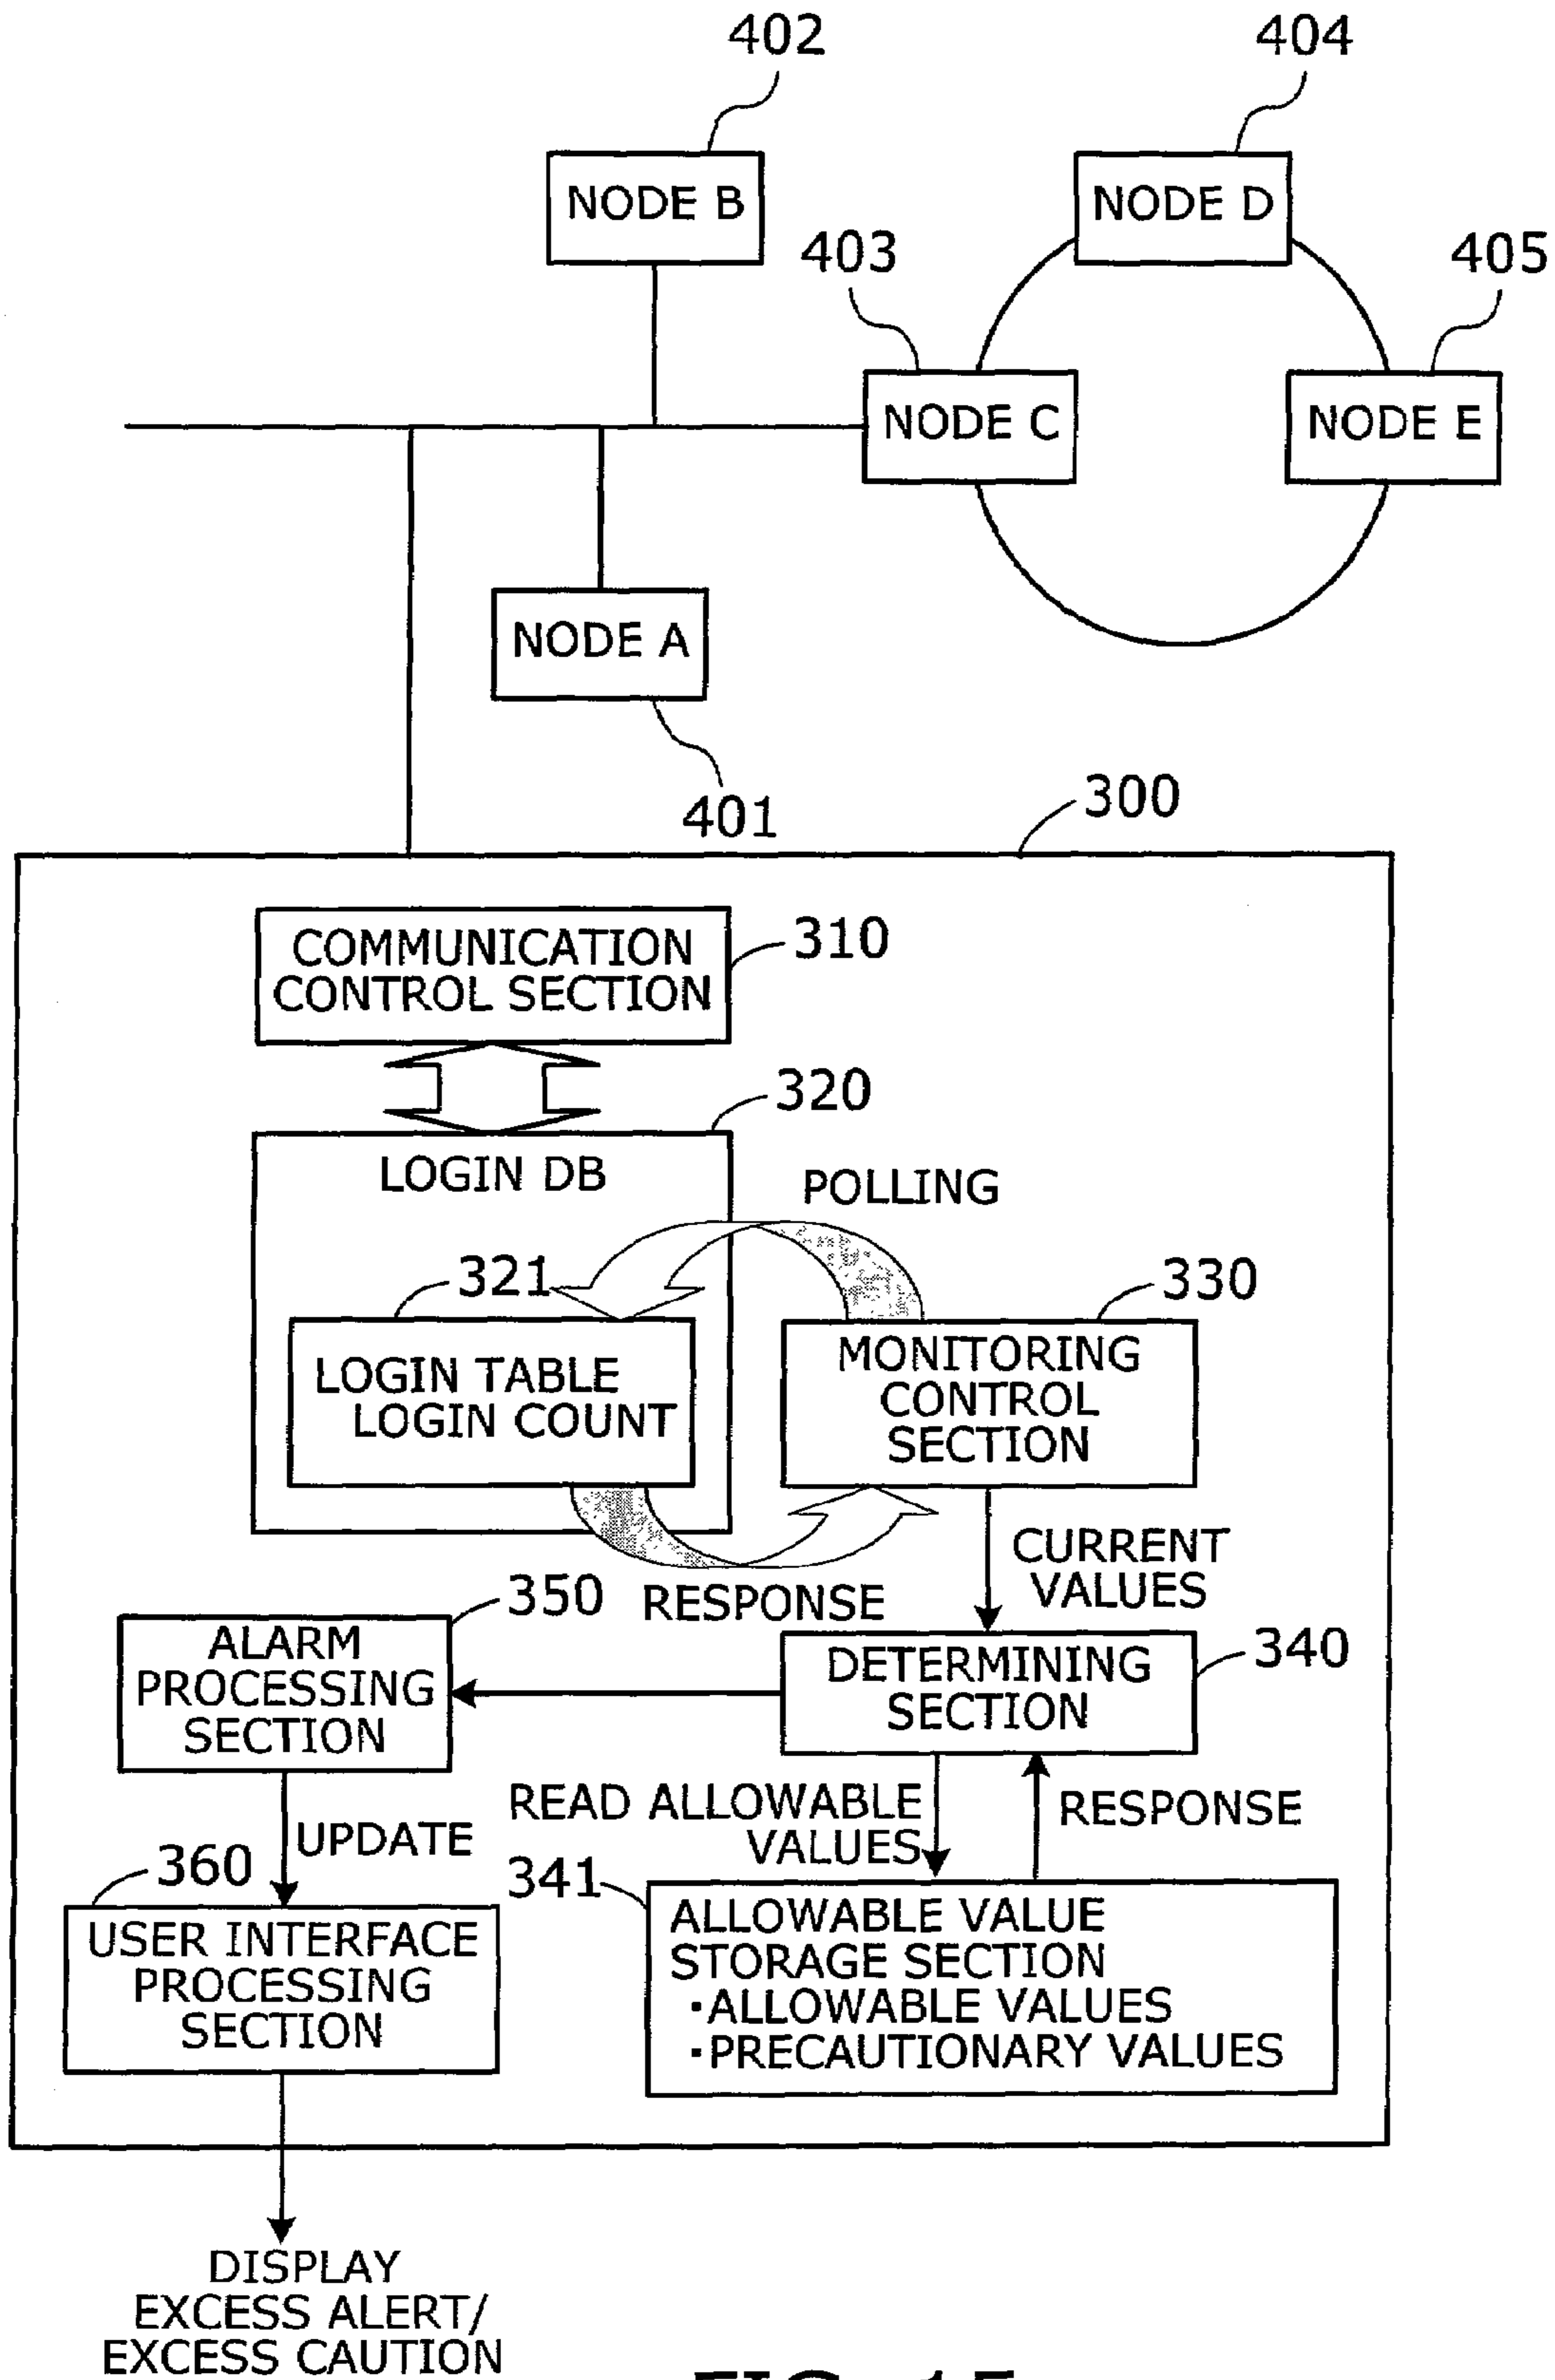 402
404
NODE B
NODE D
403
405
NODE C
NODE E
NODE A
401
300
COMMUNICATION
CONTROL SECTION
310
320
LOGIN DB
POLLING
321
330
LOGIN TABLE
LOGIN COUNT
MONITORING
CONTROL
SECTION
CURRENT
VALUES
350
RESPONSE
ALARM
PROCESSING
SECTION
DETERMINING
SECTION
340
READ ALLOWABLE
VALUES
RESPONSE
UPDATE
360
341
USER INTERFACE
PROCESSING
SECTION
ALLOWABLE VALUE
STORAGE SECTION
・ALLOWABLE VALUES
・PRECAUTIONARY VALUES
DISPLAY
EXCESS ALERT/
EXCESS CAUTION